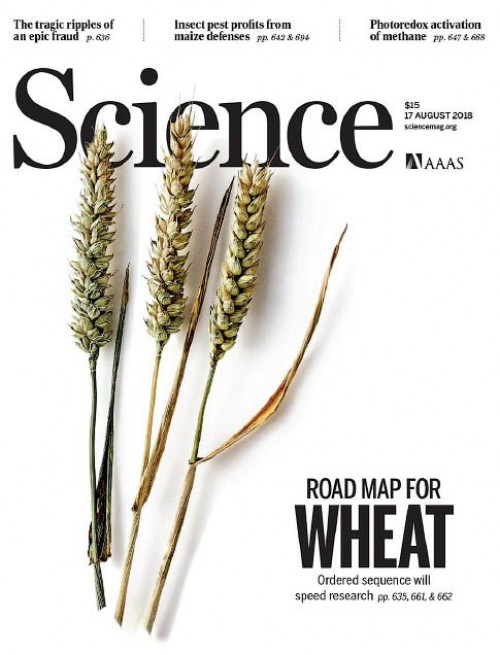 The tragic ripples of
an epic fraud p. 636
Insect pest profits from
maize defenses pp. 642 & 694
Photoredox activation
of methane pp. 647 & 668
Science
$15
17 AUGUST 2018
sciencemag.org
AAAS
ROAD MAP FOR
WHEAT
Ordered sequence will
speed research pp. 635, 661, & 662